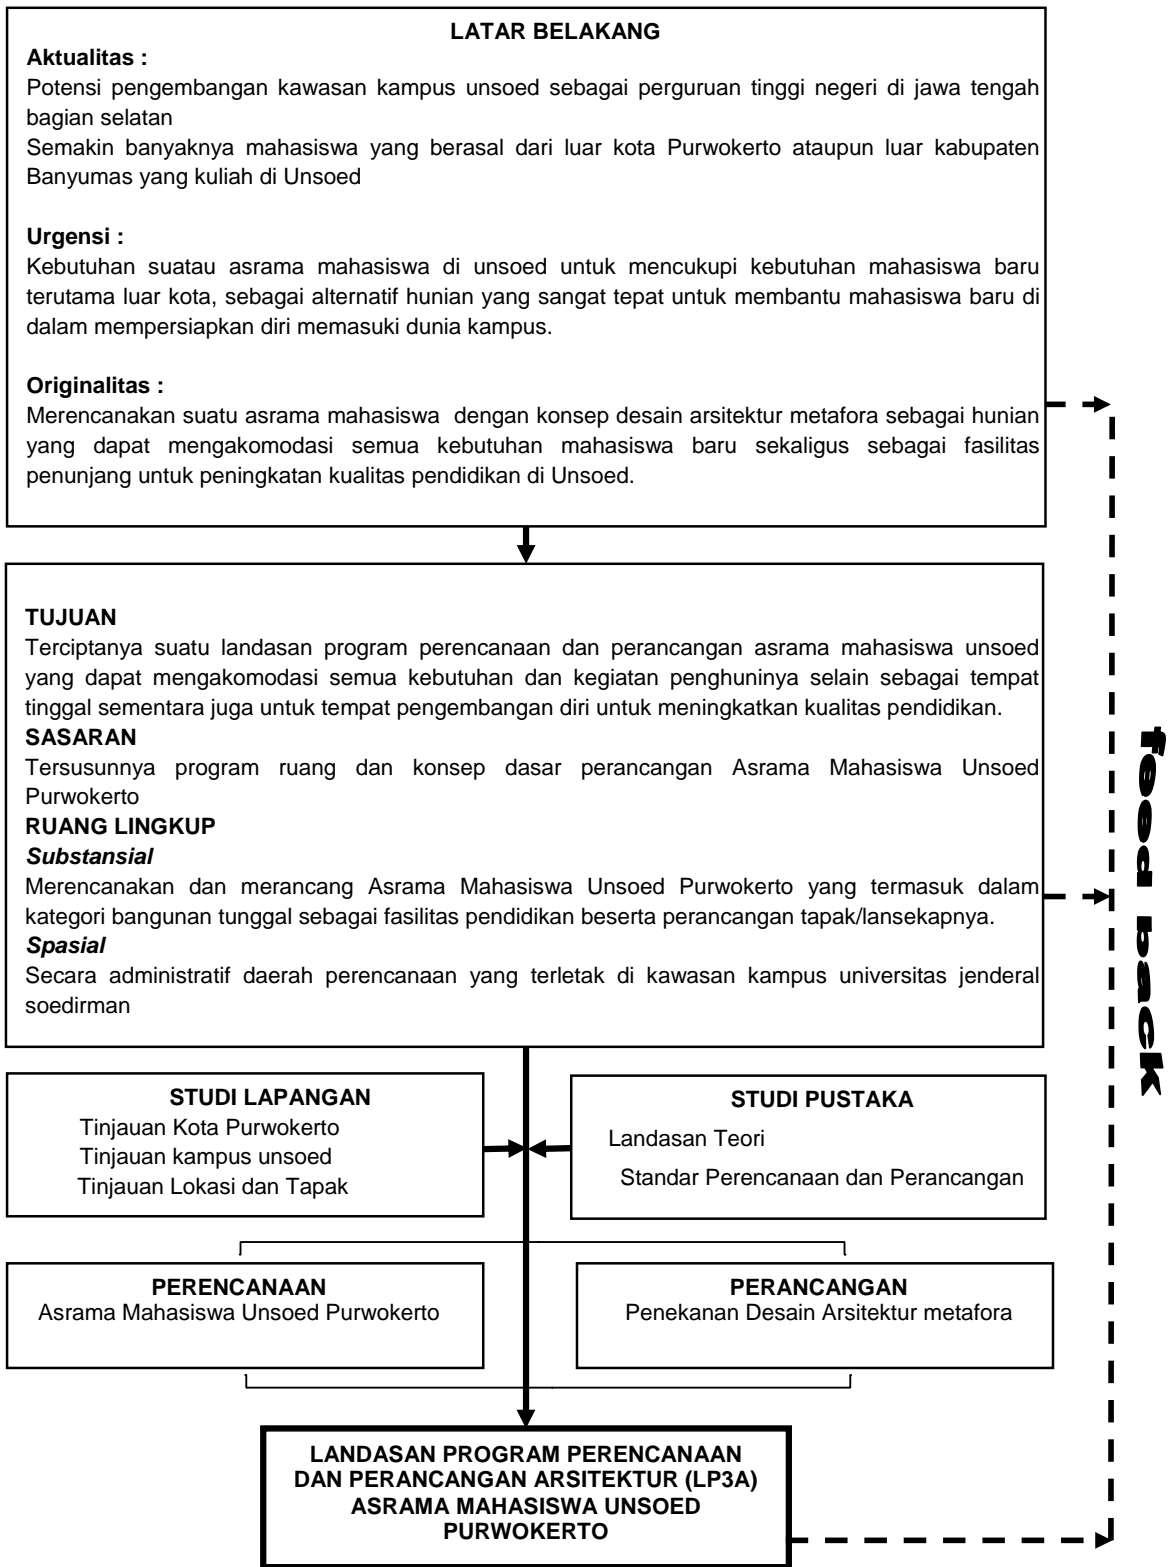 LATAR BELAKANG
Aktualitas :
Potensi pengembangan kawasan kampus unsoed sebagai perguruan tinggi negeri di jawa tengah
bagian selatan
Semakin banyaknya mahasiswa yang berasal dari luar kota Purwokerto ataupun luar kabupaten
Banyumas yang kuliah di Unsoed
Urgensi :
Kebutuhan suatau asrama mahasiswa di unsoed untuk mencukupi kebutuhan mahasiswa baru
terutama luar kota, sebagai alternatif hunian yang sangat tepat untuk membantu mahasiswa baru di
dalam mempersiapkan diri memasuki dunia kampus.
Originalitas :
Merencanakan suatu asrama mahasiswa dengan konsep desain arsitektur metafora sebagai hunian
yang dapat mengakomodasi semua kebutuhan mahasiswa baru sekaligus sebagai fasilitas
penunjang untuk peningkatan kualitas pendidikan di Unsoed.
TUJUAN
Terciptanya suatu landasan program perencanaan dan perancangan asrama mahasiswa unsoed
yang dapat mengakomodasi semua kebutuhan dan kegiatan penghuninya selain sebagai tempat
tinggal sementara juga untuk tempat pengembangan diri untuk meningkatkan kualitas pendidikan.
SASARAN
Tersusunnya program ruang dan konsep dasar perancangan Asrama Mahasiswa Unsoed
Purwokerto
RUANG LINGKUP
Substansial
Merencanakan dan merancang Asrama Mahasiswa Unsoed Purwokerto yang termasuk dalam
kategori bangunan tunggal sebagai fasilitas pendidikan beserta perancangan tapak/lansekapnya.
Spasial
Secara administratif daerah perencanaan yang terletak di kawasan kampus universitas jenderal
soedirman
feed back
STUDI LAPANGAN
Tinjauan Kota Purwokerto
Tinjauan kampus unsoed
Tinjauan Lokasi dan Tapak
STUDI PUSTAKA
Landasan Teori
Standar Perencanaan dan Perancangan
PERENCANAAN
Asrama Mahasiswa Unsoed Purwokerto
PERANCANGAN
Penekanan Desain Arsitektur metafora
LANDASAN PROGRAM PERENCANAAN
DAN PERANCANGAN ARSITEKTUR (LP3A)
ASRAMA MAHASISWA UNSOED
PURWOKERTO